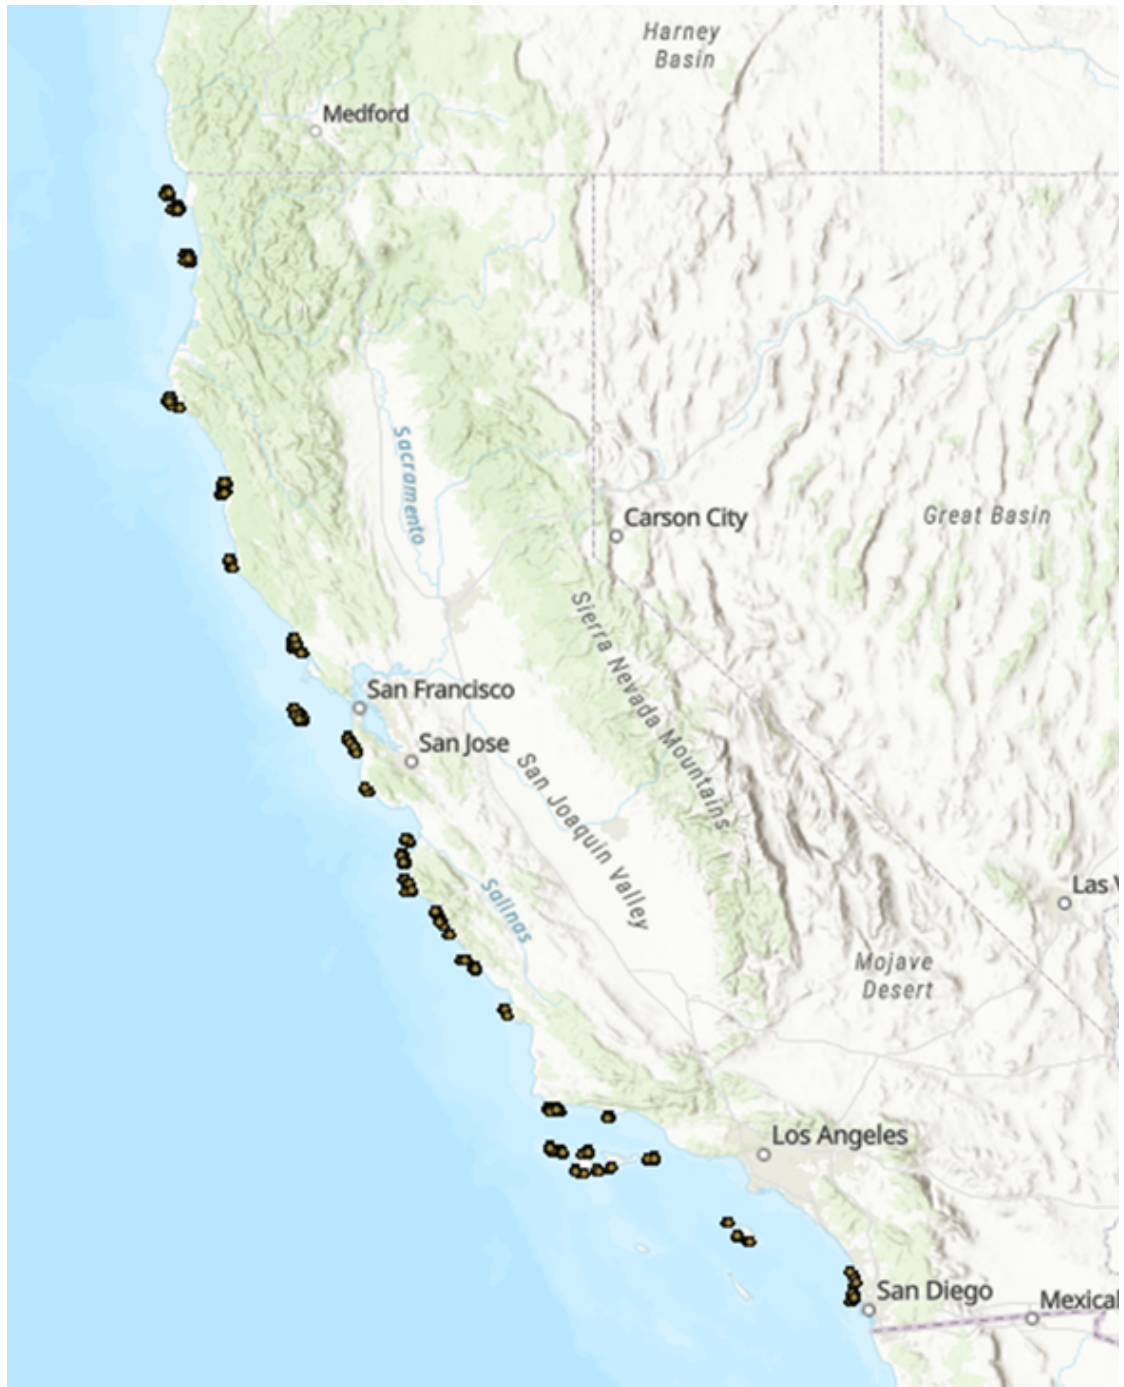 Harney
Basin
Medford
Sacramento
Carson City
Great Basin
Sierra Nevada Mountains
San Francisco
San Jose
San Joaquin Valley
Salinas
Las V
Mojave
Desert
Los Angeles
San Diego
Mexical